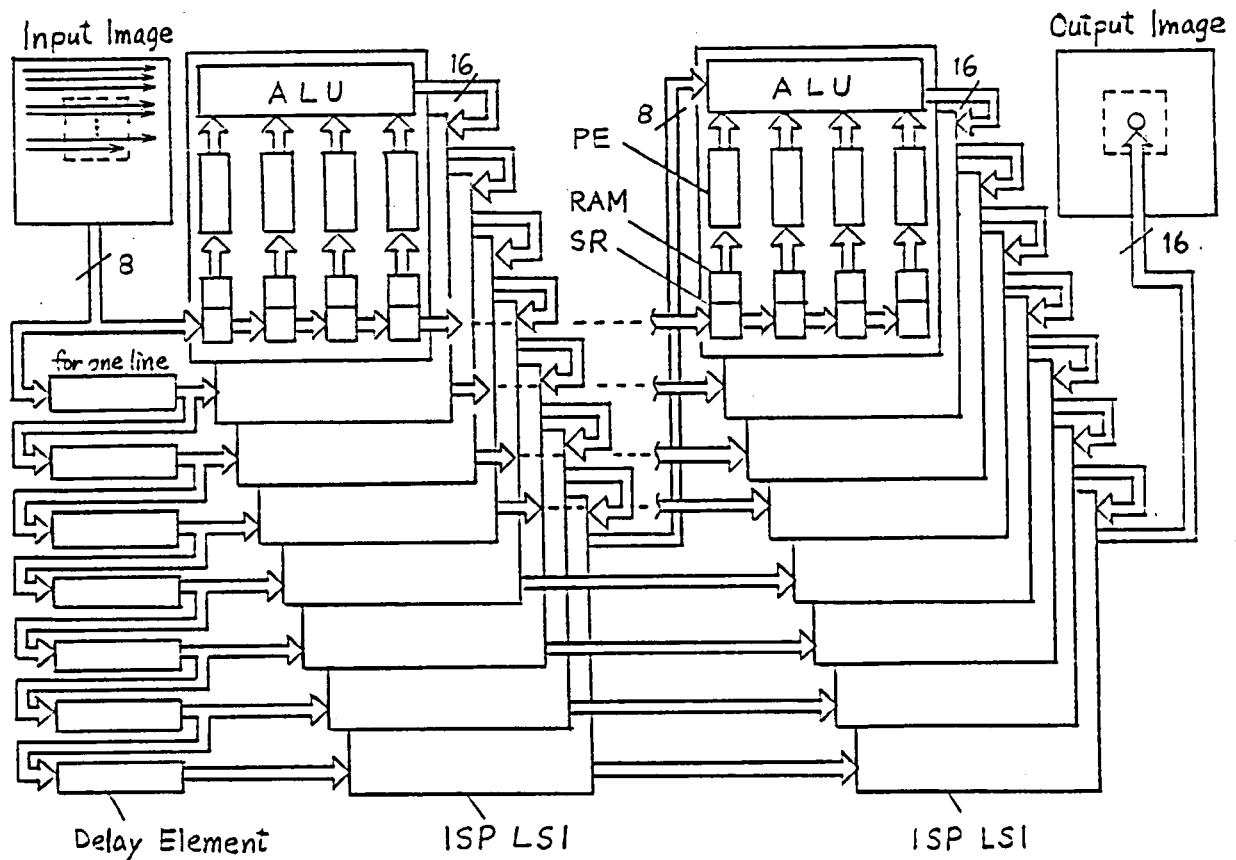 Input Image
Output Image
ALU
16
ALU
16
8
PE
RAM
SR
8
16
for one line
Delay Element
ISP LSI
ISP LSI